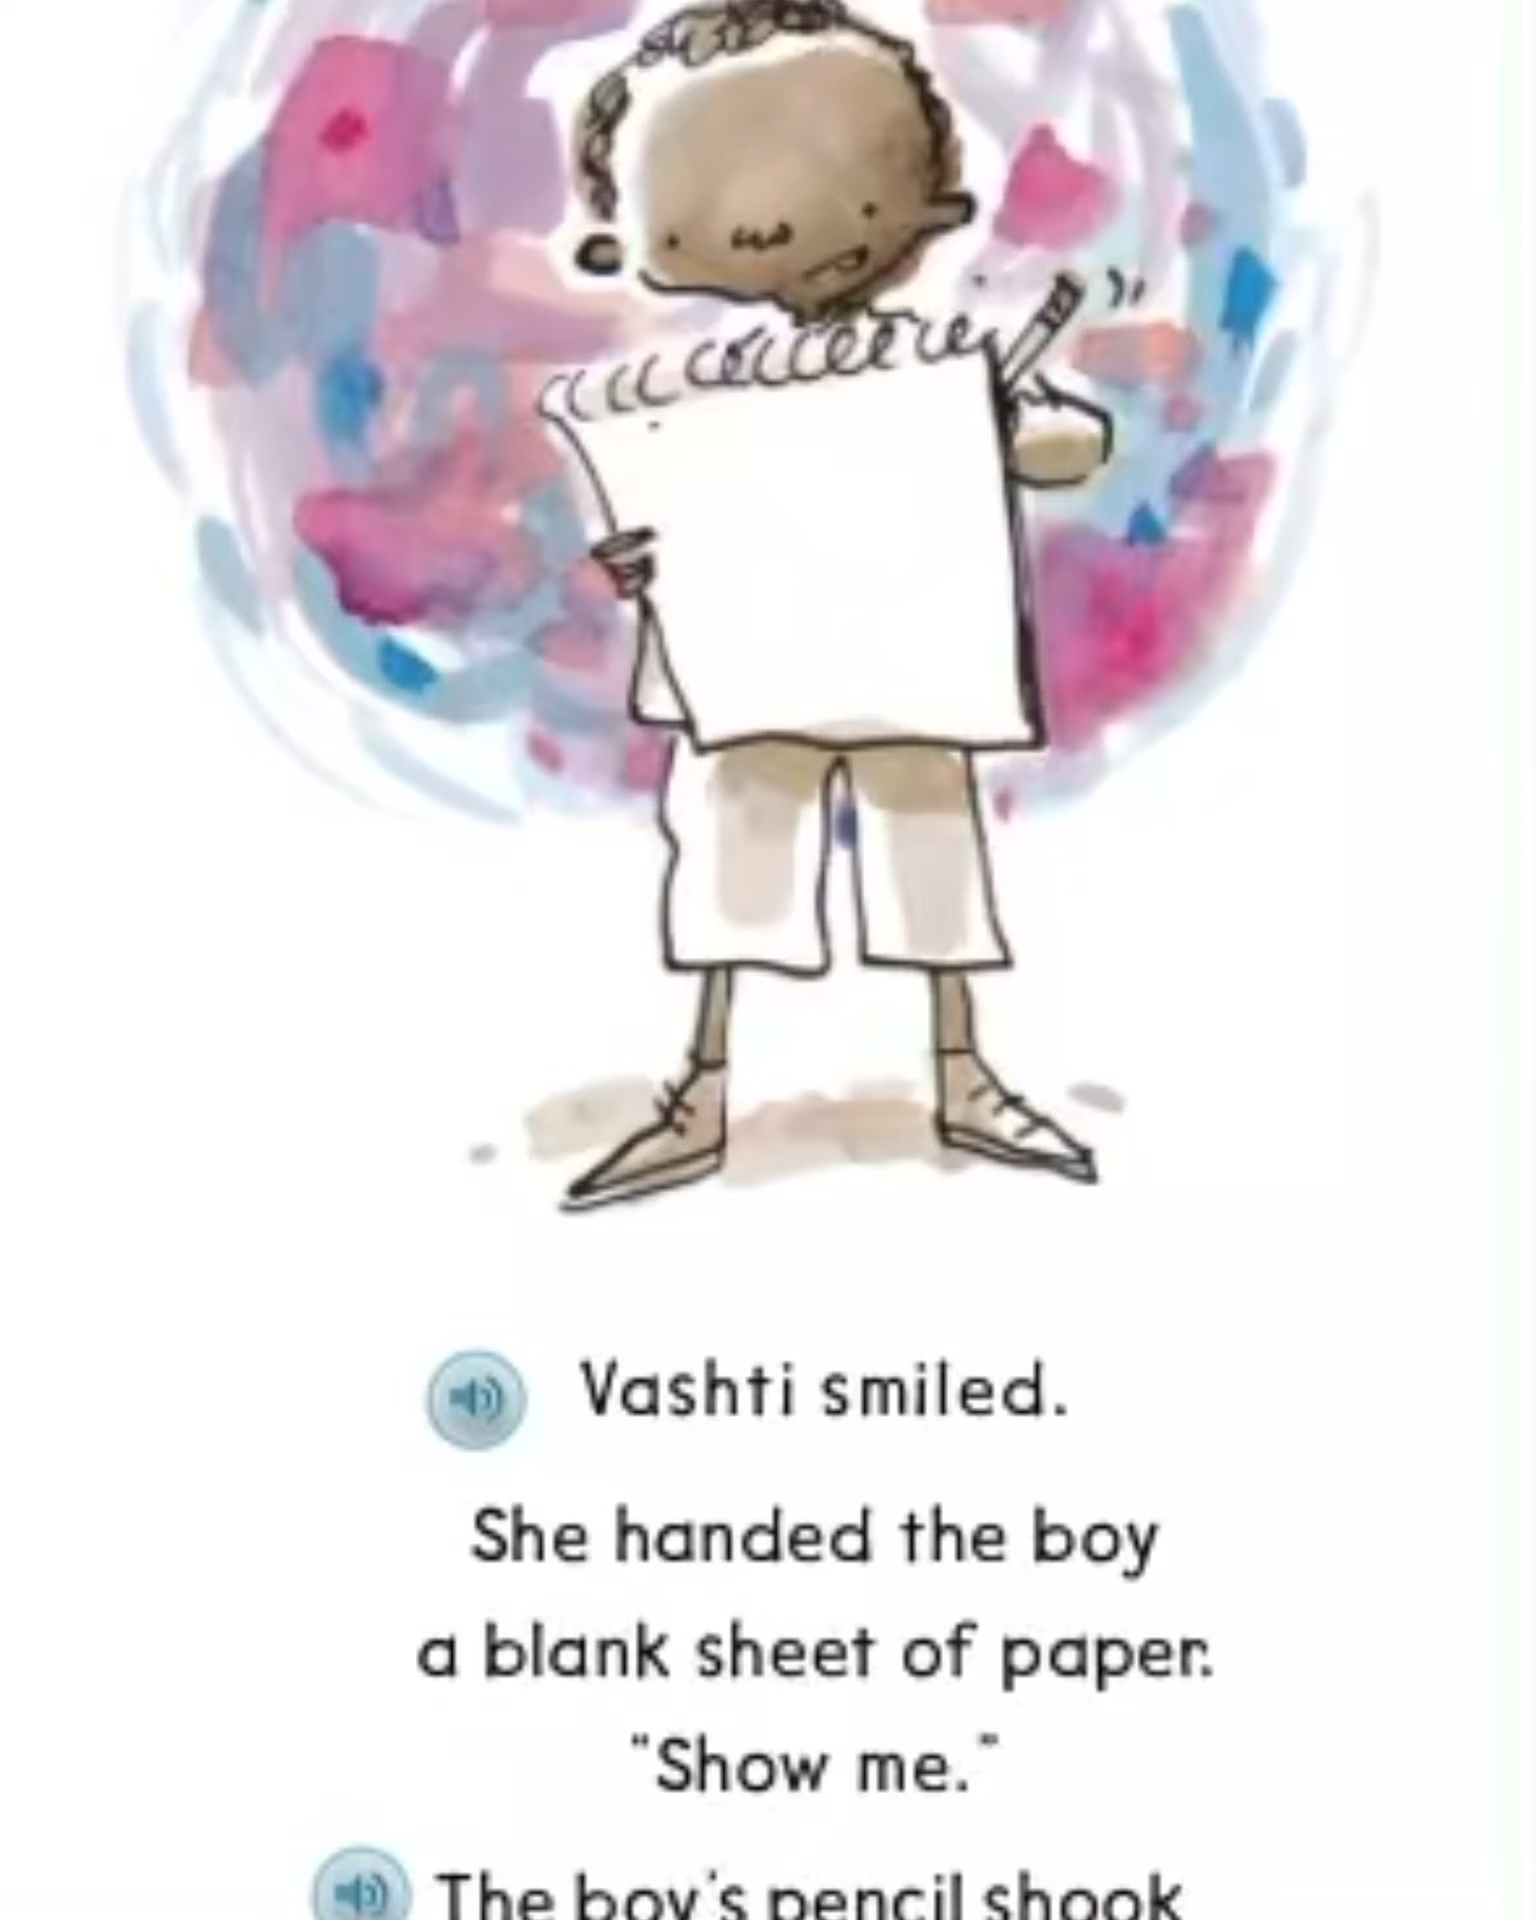 Vashti smiled.
She handed the boy
a blank sheet of paper.
"Show me."
The boy's pencil shook